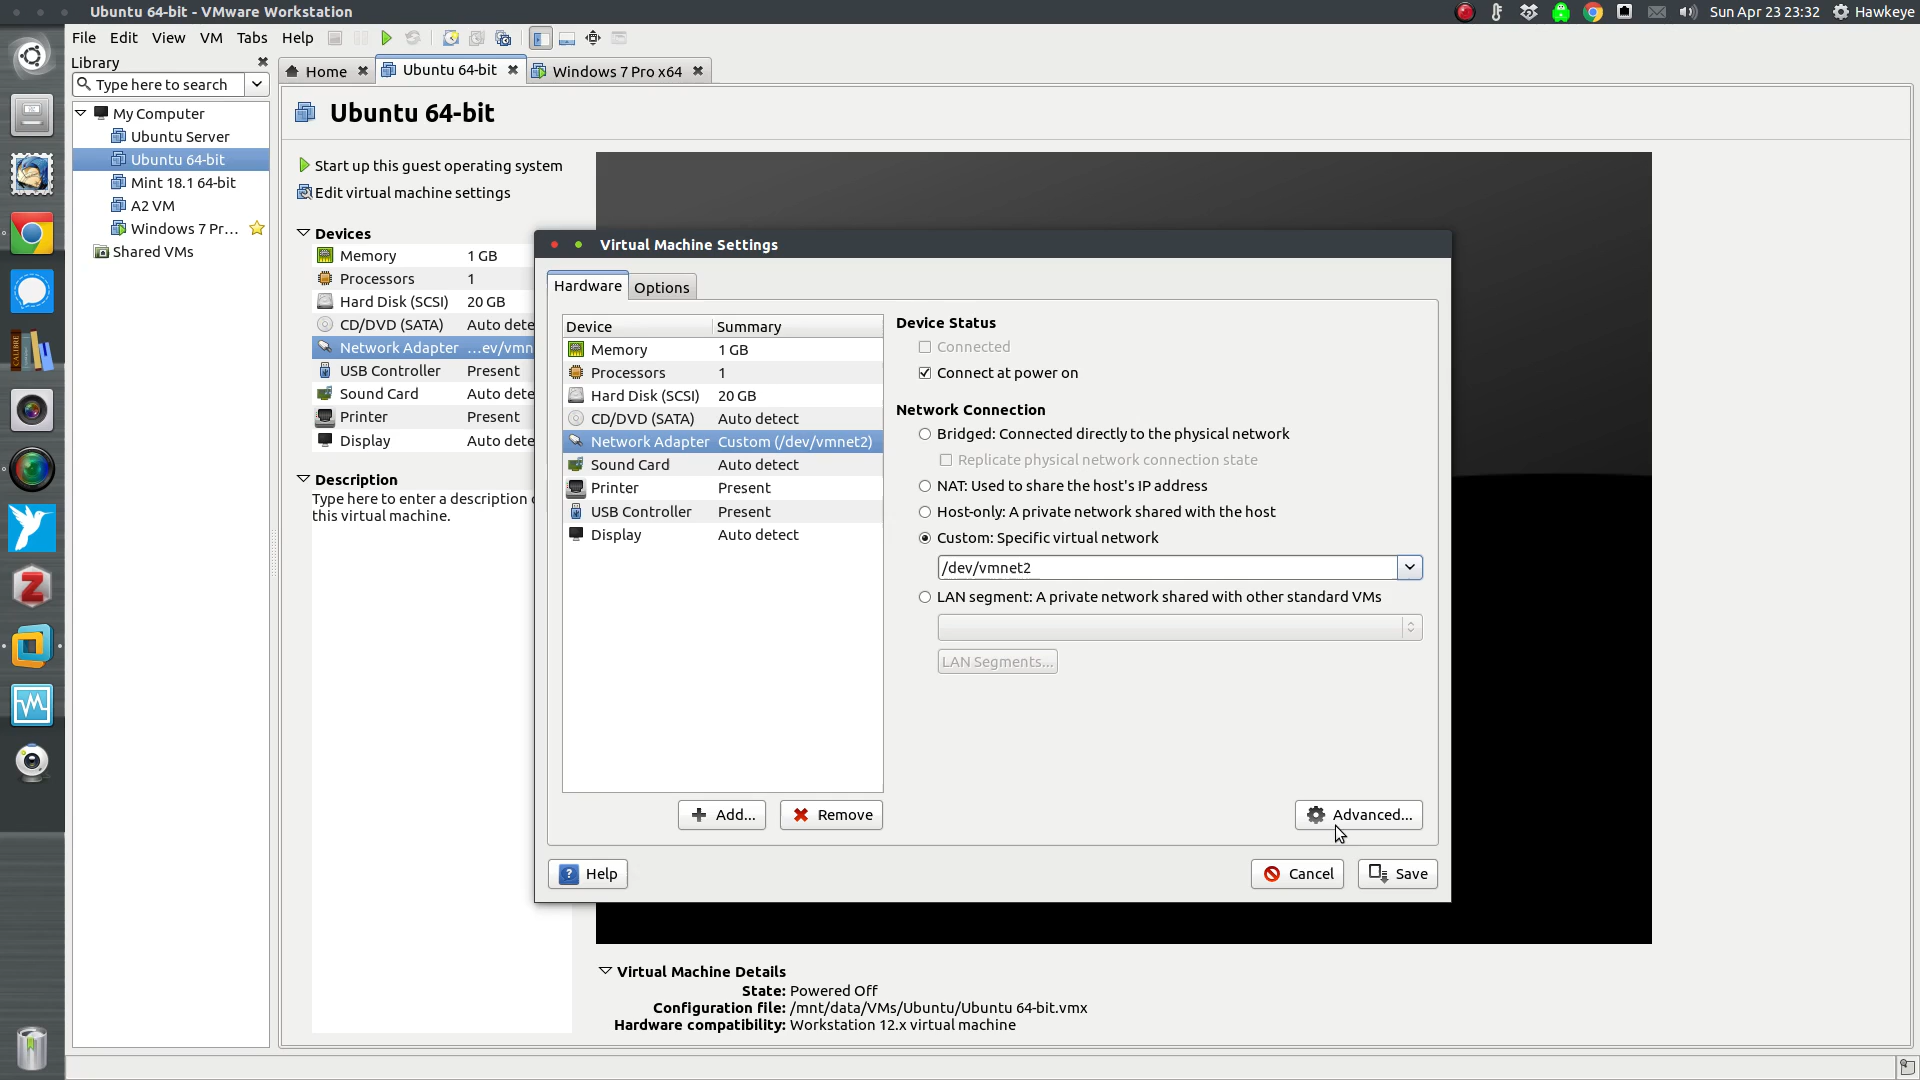 Ubuntu 64-bit - VMware Workstation
Sun Apr 23 23:32 Hawkeye
File Edit View VM Tabs Help
Library
Type here to search
My Computer
Ubuntu Server
Ubuntu 64-bit
Mint 18.1 64-bit
A2 VM
Windows 7 Pr...
Shared VMs
Home Ubuntu 64-bit Windows 7 Pro x64
Ubuntu 64-bit
Start up this guest operating system
Edit virtual machine settings
Devices
Memory 1 GB
Processors 1
Hard Disk (SCSI) 20 GB
CD/DVD (SATA) Auto dete
Network Adapter ...ev/vmn
USB Controller Present
Sound Card Auto dete
Printer Present
Display Auto dete
Description
Type here to enter a description
this virtual machine.
Virtual Machine Settings
Hardware Options
Device Summary
Memory 1 GB
Processors 1
Hard Disk (SCSI) 20 GB
CD/DVD (SATA) Auto detect
Network Adapter Custom (/dev/vmnet2)
Sound Card Auto detect
Printer Present
USB Controller Present
Display Auto detect
Add... Remove
Device Status
Connected
Connect at power on
Network Connection
Bridged: Connected directly to the physical network
Replicate physical network connection state
NAT: Used to share the host's IP address
Host-only: A private network shared with the host
Custom: Specific virtual network
/dev/vmnet2
LAN segment: A private network shared with other standard VMs
LAN Segments...
Advanced...
Help Cancel Save
Virtual Machine Details
State: Powered Off
Configuration file: /mnt/data/VMs/Ubuntu/Ubuntu 64-bit.vmx
Hardware compatibility: Workstation 12.x virtual machine